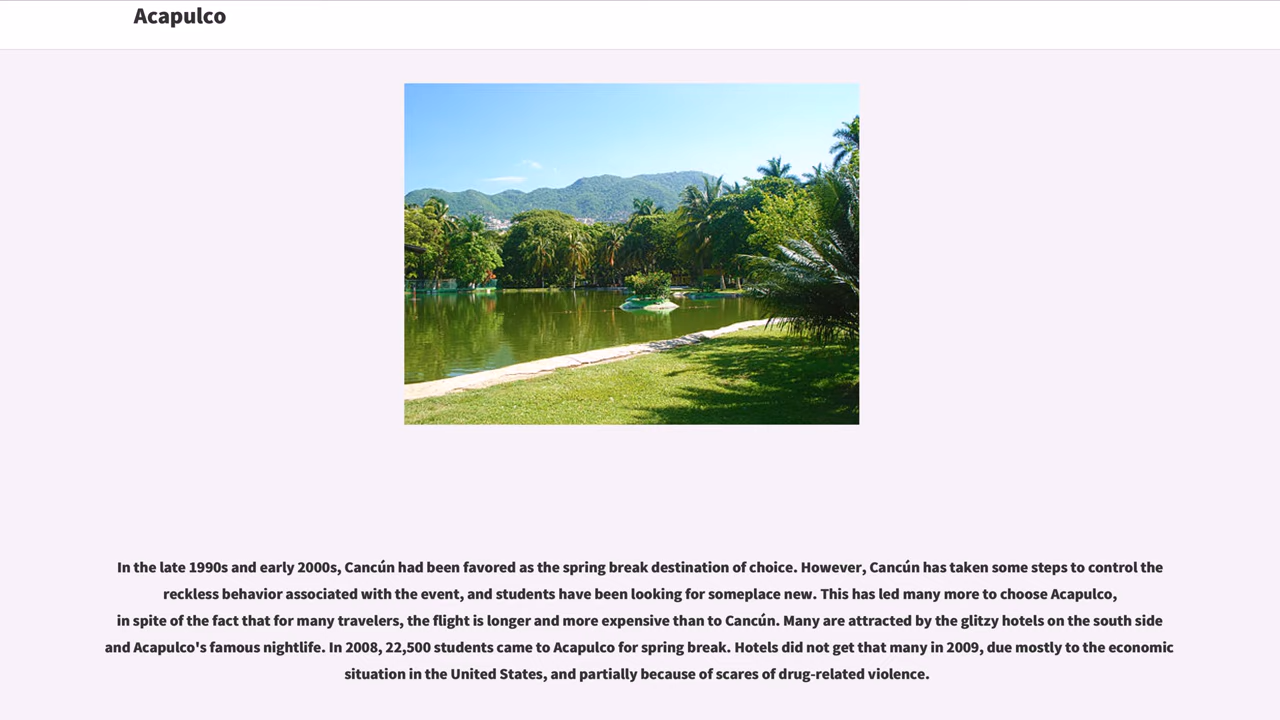 Acapulco
In the late 1990s and early 2000s, Cancún had been favored as the spring break destination of choice. However, Cancún has taken some steps to control the
reckless behavior associated with the event, and students have been looking for someplace new. This has led many more to choose Acapulco,
in spite of the fact that for many travelers, the flight is longer and more expensive than to Cancún. Many are attracted by the glitzy hotels on the south side
and Acapulco's famous nightlife. In 2008, 22,500 students came to Acapulco for spring break. Hotels did not get that many in 2009, due mostly to the economic
situation in the United States, and partially because of scares of drug-related violence.